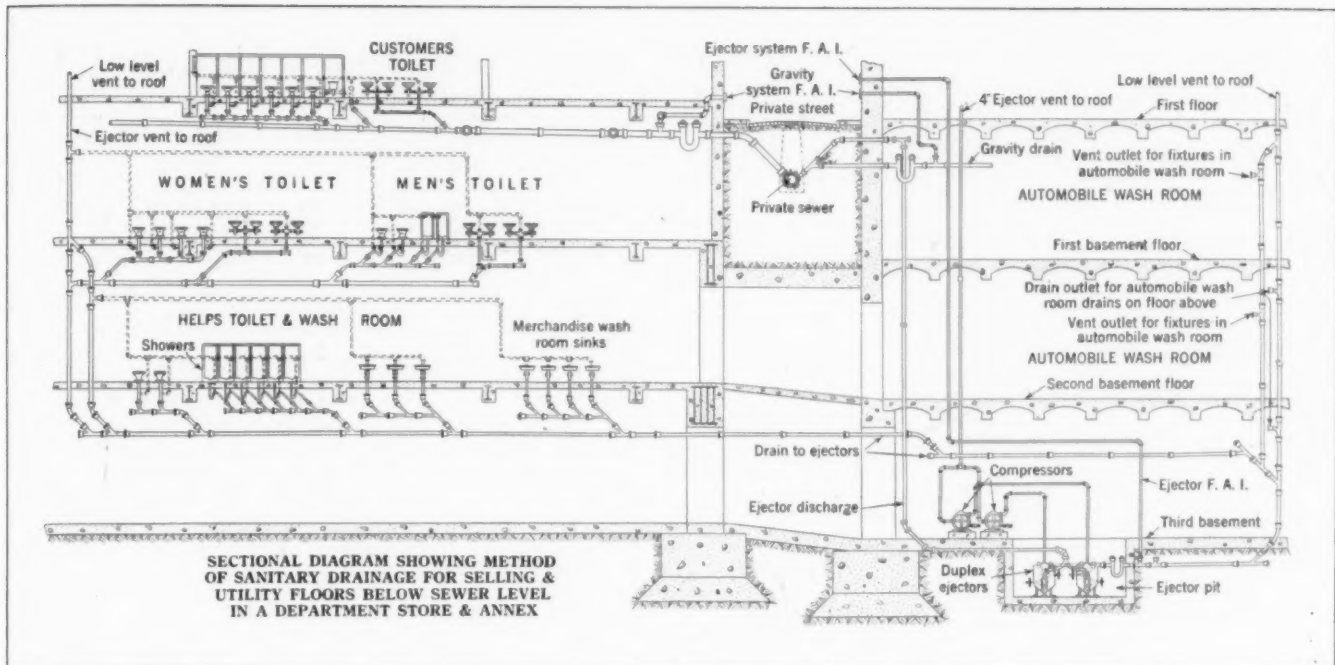 CUSTOMERS
TOILET
Low level
vent to roof
Ejector vent to roof
Ejector system F. A. I.
Gravity
system F. A. I.
Private street
4" Ejector vent to roof
Low level vent to roof
First floor
Gravity drain
Vent outlet for fixtures in
automobile wash room
AUTOMOBILE WASH ROOM
WOMEN'S TOILET
MEN'S TOILET
Private sewer
First basement floor
Drain outlet for automobile wash
room drains on floor above
Vent outlet for fixtures in
automobile wash room
AUTOMOBILE WASH ROOM
HELPS TOILET & WASH ROOM
Showers
Merchandise wash
room sinks
Second basement floor
Drain to ejectors
Compressors
Ejector discharge
Ejector F. A. I.
Third basement
Duplex
ejectors
Ejector pit
SECTIONAL DIAGRAM SHOWING METHOD
OF SANITARY DRAINAGE FOR SELLING &
UTILITY FLOORS BELOW SEWER LEVEL
IN A DEPARTMENT STORE & ANNEX